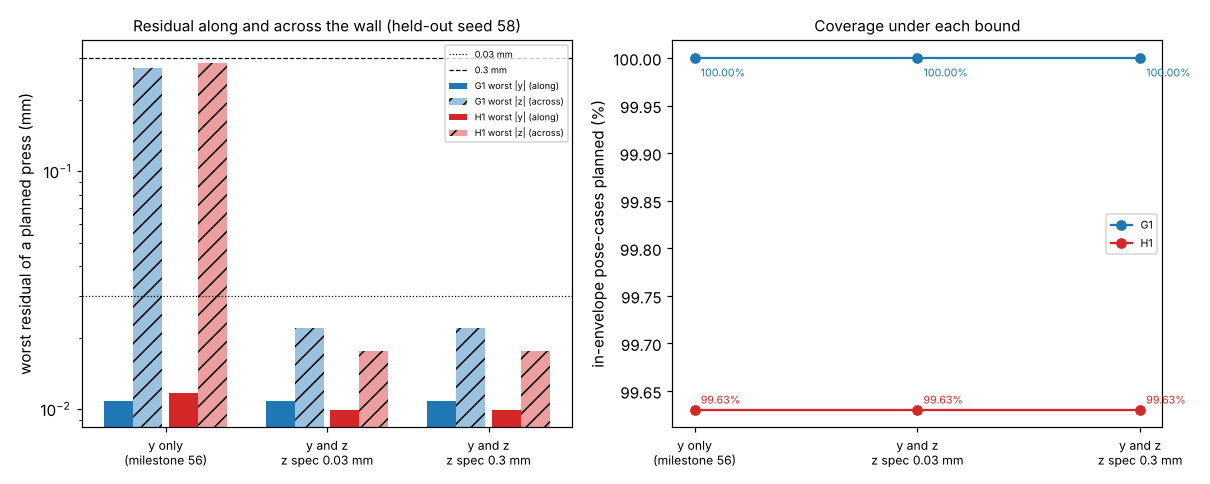 Residual along and across the wall (held-out seed 58)
worst residual of a planned press (mm)
10⁻¹
10⁻²
0.03 mm
0.3 mm
G1 worst |y| (along)
G1 worst |z| (across)
H1 worst |y| (along)
H1 worst |z| (across)
y only
(milestone 56)
y and z
z spec 0.03 mm
y and z
z spec 0.3 mm
Coverage under each bound
in-envelope pose-cases planned (%)
100.00
99.95
99.90
99.85
99.80
99.75
99.70
99.65
100.00%
100.00%
100.00%
G1
H1
99.63%
99.63%
99.63%
y only
(milestone 56)
y and z
z spec 0.03 mm
y and z
z spec 0.3 mm